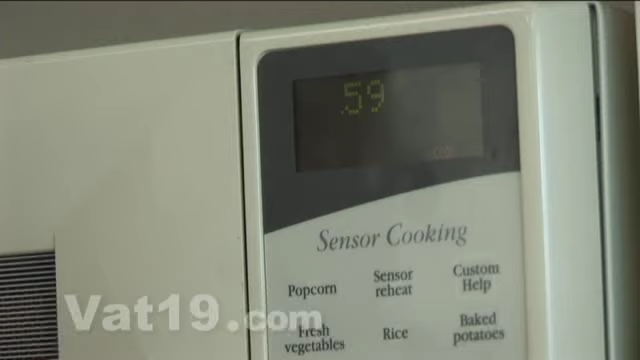 .59
Sensor Cooking
Popcorn
Sensor
reheat
Custom
Help
Fresh
vegetables
Rice
Baked
potatoes
Vat19.com